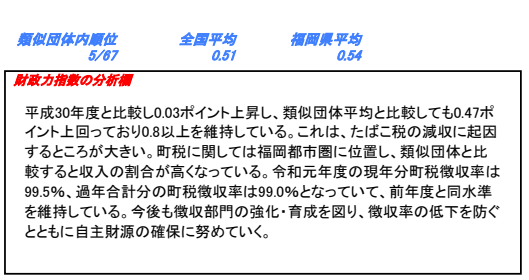 類似団体内順位 全国平均 福岡県平均
5/67 0.51 0.54
財政力指数の分析欄
平成30年度と比較し0.03ポイント上昇し、類似団体平均と比較しても0.47ポ
イント上回っており0.8以上を維持している。これは、たばこ税の減収に起因
するところが大きい。町税に関しては福岡都市圏に位置し、類似団体と比
較すると収入の割合が高くなっている。令和元年度の現年分町税徴収率は
99.5%、過年合計分の町税徴収率は99.0%となっていて、前年度と同水準
を維持している。今後も徴収部門の強化・育成を図り、徴収率の低下を防ぐ
とともに自主財源の確保に努めていく。